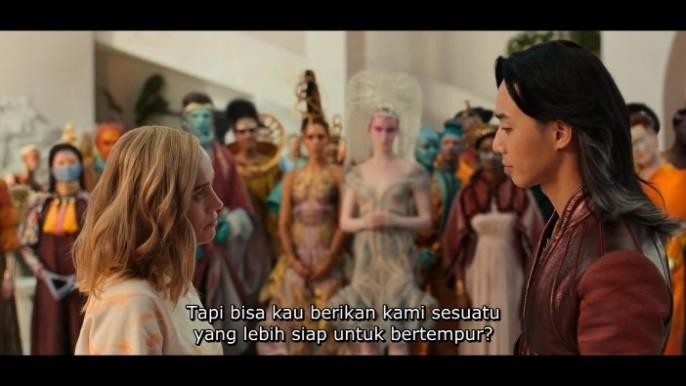 Tapi bisa kau berikan kami sesuatu
yang lebih siap untuk bertempur?